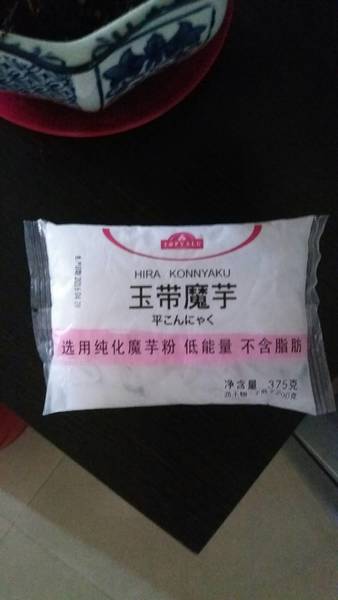 TOPVALU
HIRA KONNYAKU
玉带魔芋
平こんにゃく
选用纯化魔芋粉 低能量 不含脂肪
净含量 375克